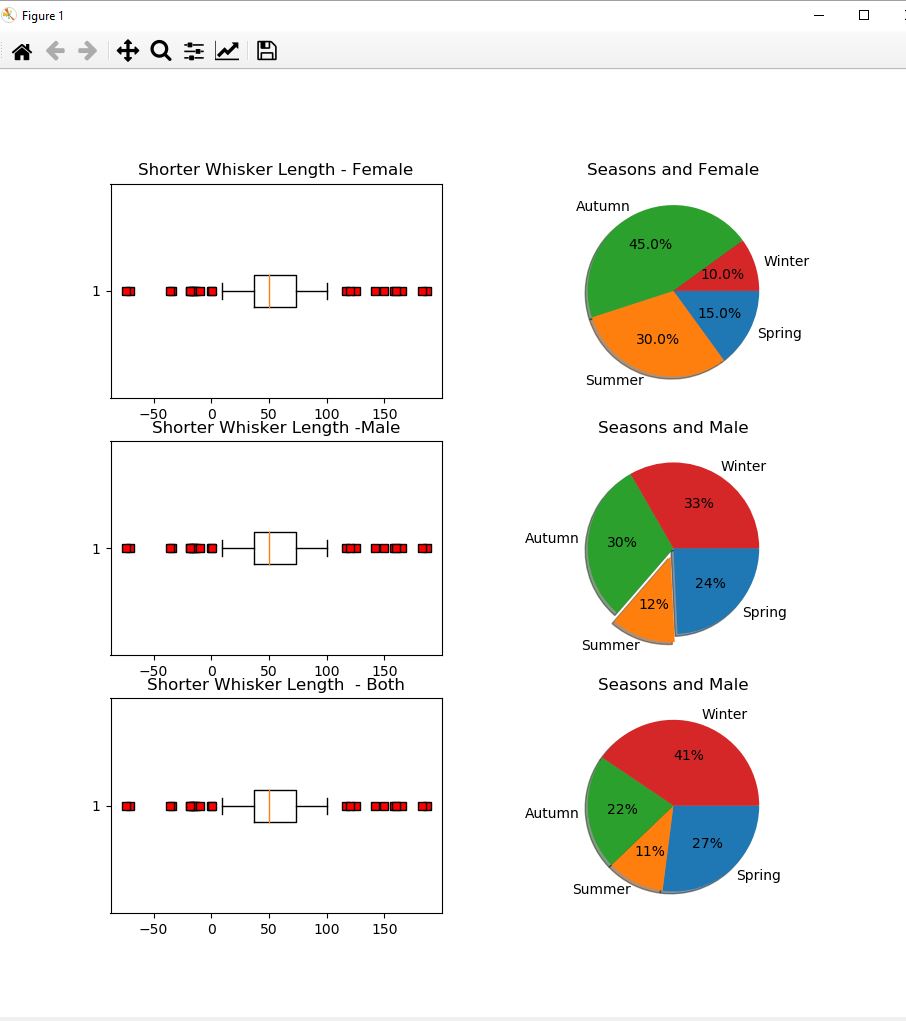 Figure 1
Shorter Whisker Length - Female
1
−50 0 50 100 150
Seasons and Female
Autumn
45.0%
Winter
10.0%
15.0%
Spring
30.0%
Summer
Shorter Whisker Length -Male
1
−50 0 50 100 150
Seasons and Male
Winter
33%
Autumn
30%
24%
12%
Spring
Summer
Shorter Whisker Length  - Both
1
−50 0 50 100 150
Seasons and Male
Winter
41%
Autumn
22%
27%
11%
Spring
Summer